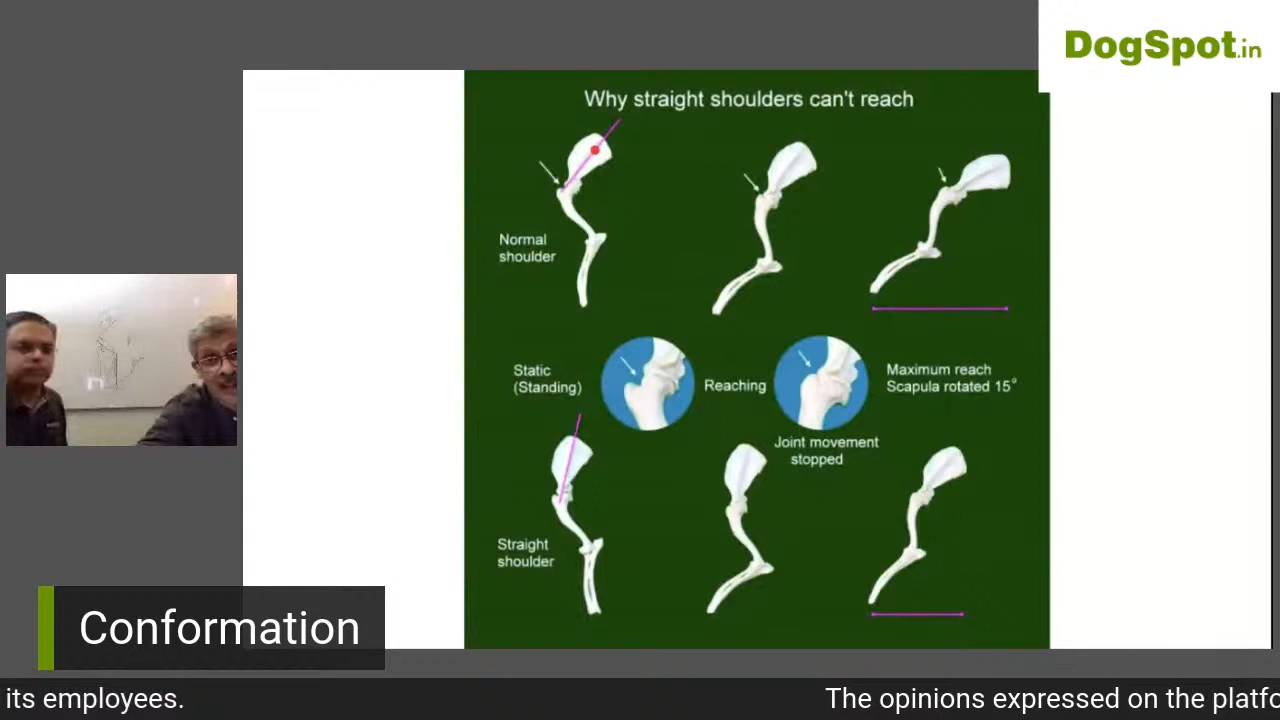 DogSpot.in
Why straight shoulders can't reach
Normal
shoulder
Static
(Standing)
Reaching
Maximum reach
Scapula rotated 15°
Joint movement
stopped
Straight
shoulder
Conformation
its employees.
The opinions expressed on the platfo